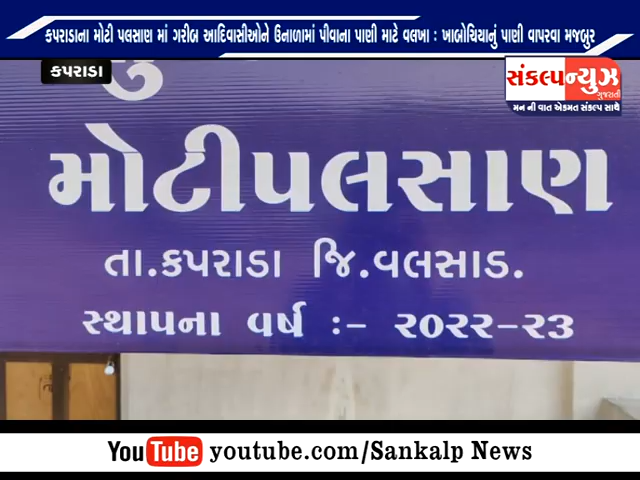 કપરાડાના મોટી પલસાણ માં ગરીબ આદિવાસીઓને ઉનાળામાં પીવાના પાણી માટે વલખા : ખાબોચિયાનું પાણી વાપરવા મજબુર
કપરાડા
સંકલ્પન્યુઝ
ગુજરાતી
મન ની વાત એકમત સંકલ્પ સાથે
મોટીપલસાણ
તા.કપરાડા જિ.વલસાડ.
સ્થાપના વર્ષ :- ૨૦૨૨-૨૩
YouTube youtube.com/Sankalp News